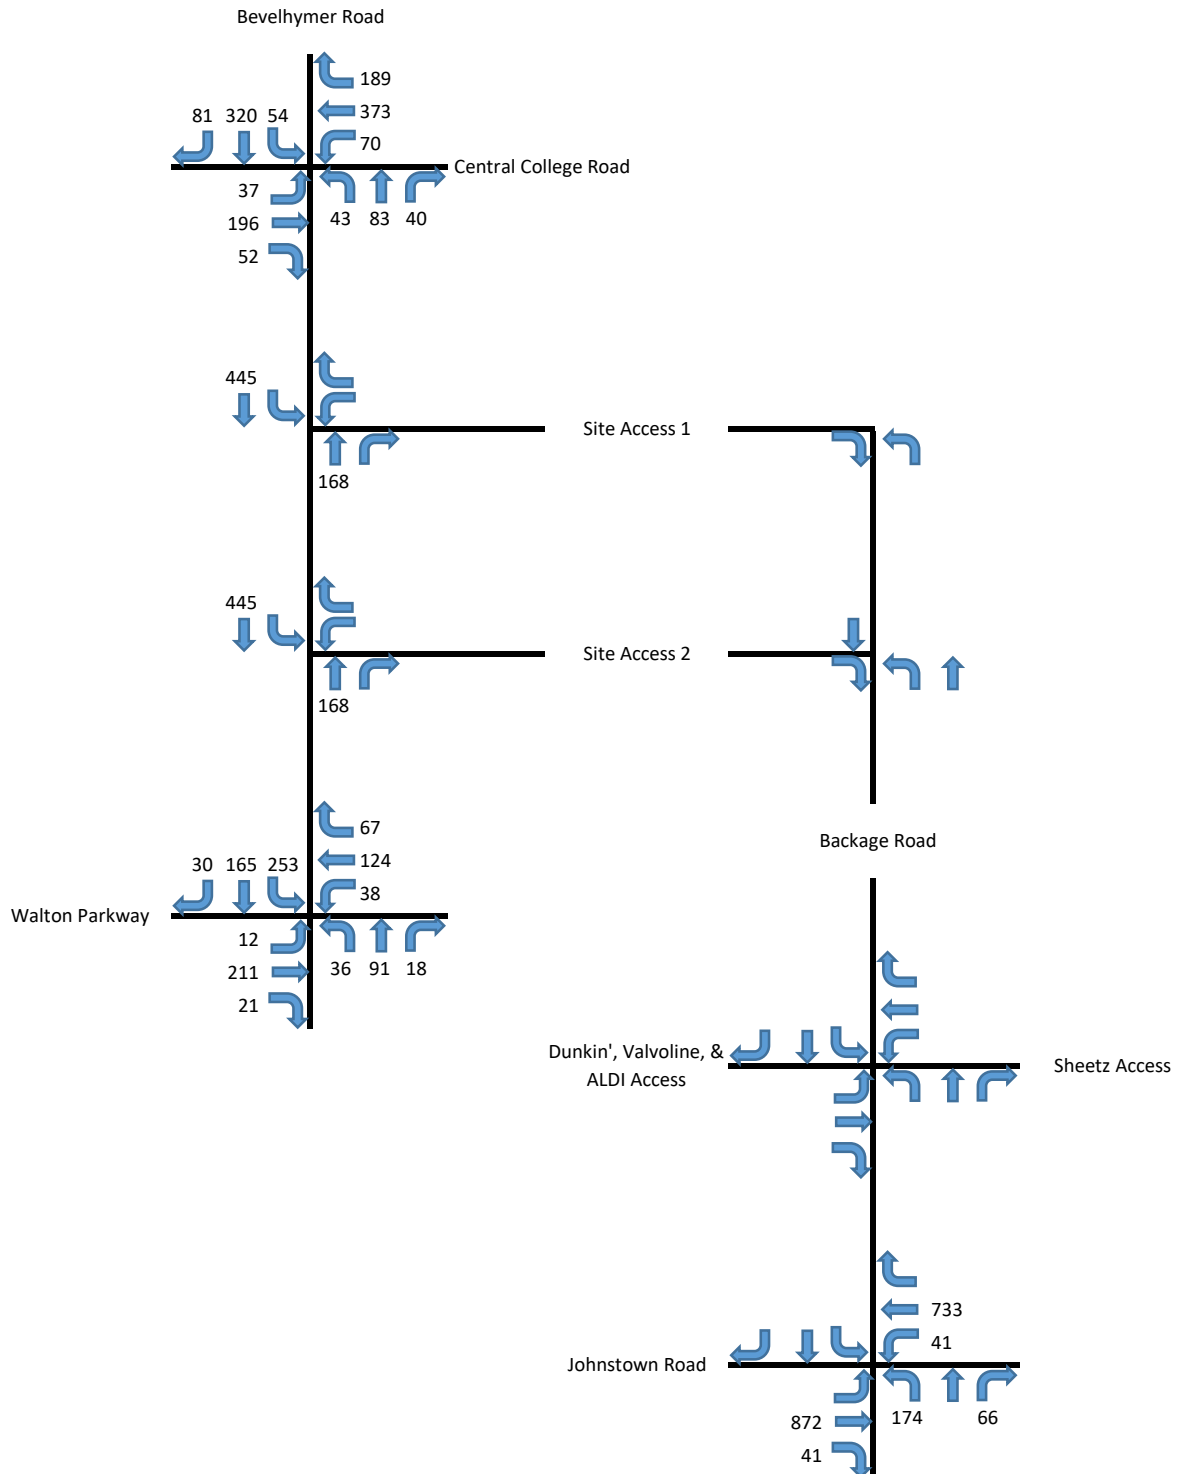 Bevelhymer Road
189
81 320 54
373
70
Central College Road
37
196
43 83 40
52
445
Site Access 1
168
445
Site Access 2
168
67
30 165 253
124
38
Walton Parkway
12
211
36 91 18
21
Backage Road
Dunkin', Valvoline, &
ALDI Access
Sheetz Access
733
41
Johnstown Road
872
174 66
41